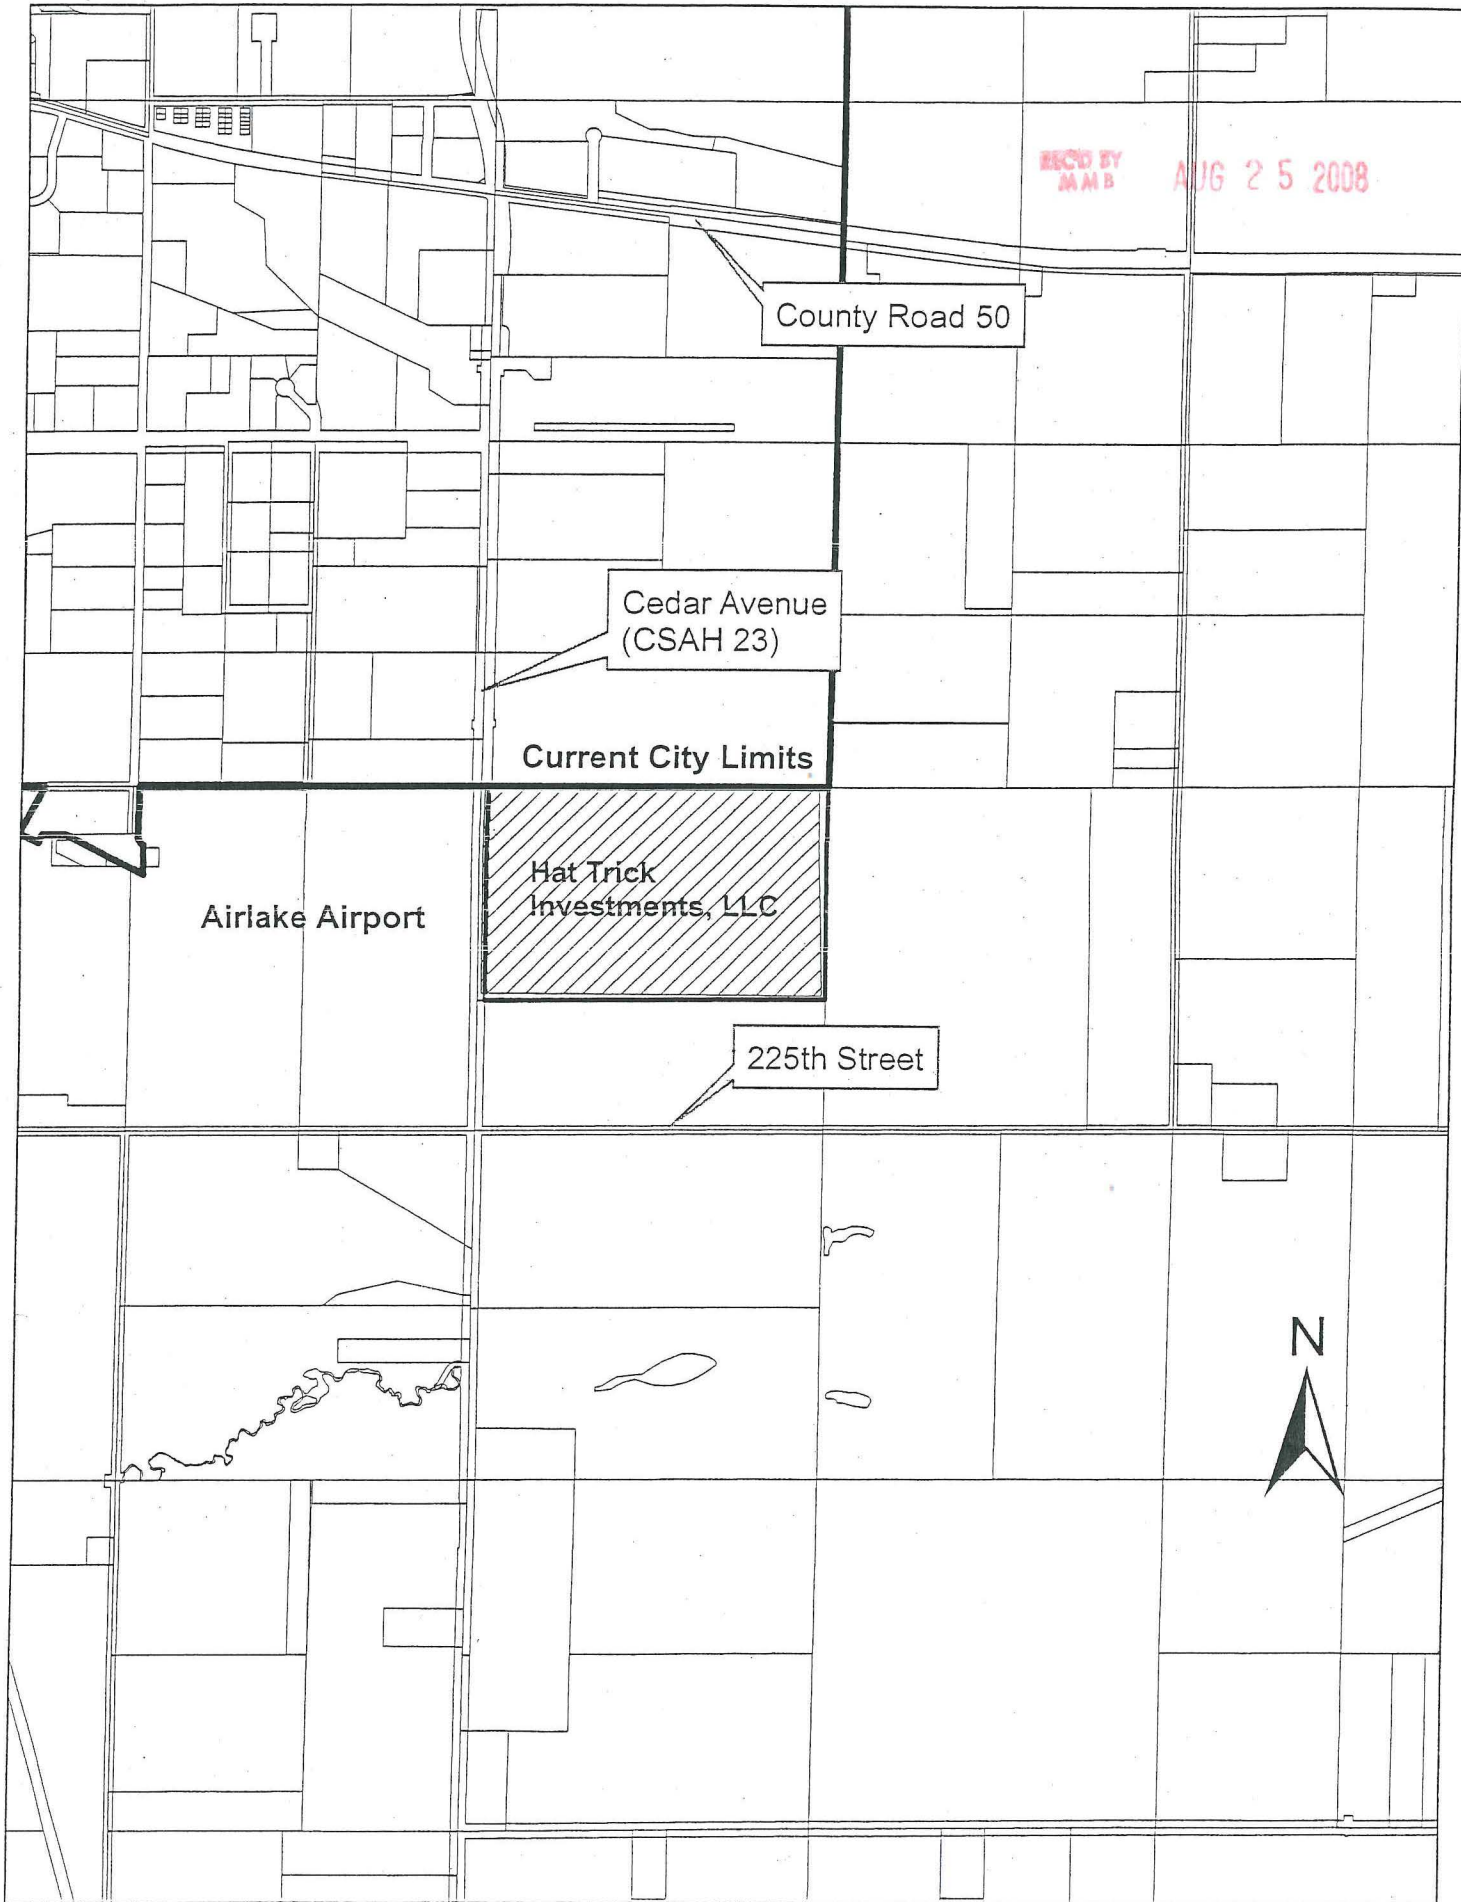 REC'D BY
MMB
AUG 25 2008
County Road 50
Cedar Avenue
(CSAH 23)
Current City Limits
Hat Trick
Investments, LLC
Airlake Airport
225th Street
N